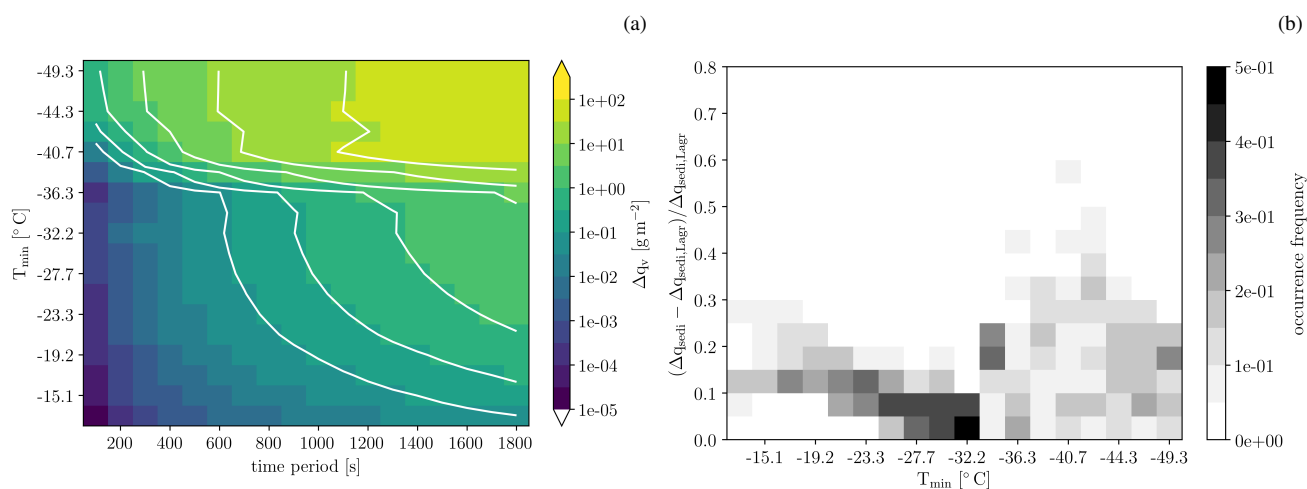 (a)
-49.3
-44.3
-40.7
-36.3
-32.2
-27.7
-23.3
-19.2
-15.1
T_min [°C]
200 400 600 800 1000 1200 1400 1600 1800
time period [s]
1e+02
1e+01
1e+00
1e-01
1e-02
1e-03
1e-04
1e-05
Δq_v [g m⁻²]
(b)
0.8
0.7
0.6
0.5
0.4
0.3
0.2
0.1
0.0
(Δq_sedi − Δq_sedi,Lagr)/Δq_sedi,Lagr
-15.1 -19.2 -23.3 -27.7 -32.2 -36.3 -40.7 -44.3 -49.3
T_min [°C]
5e-01
4e-01
3e-01
2e-01
1e-01
0e+00
occurrence frequency